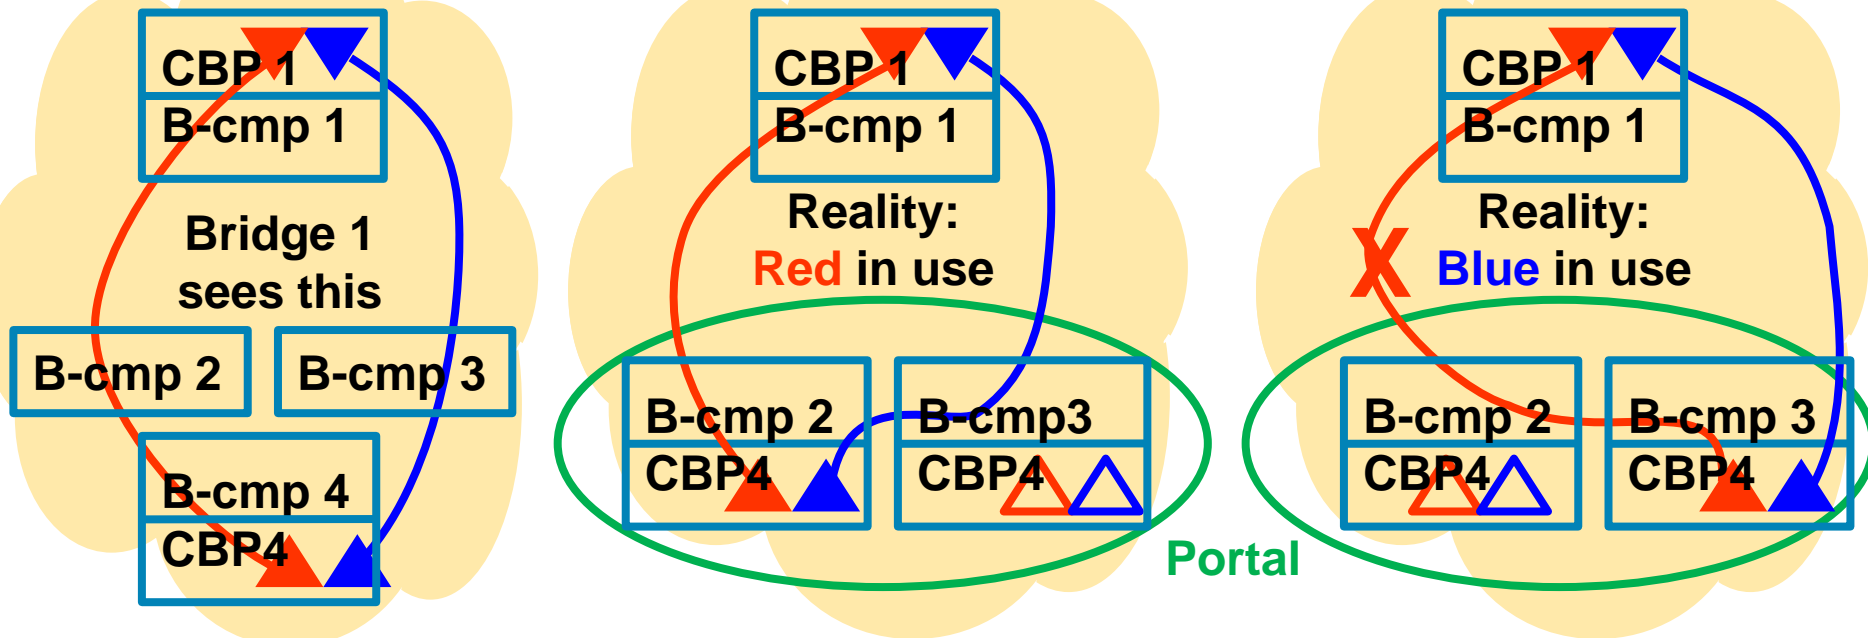 CBP 1
B-cmp 1
Bridge 1
sees this
B-cmp 2
B-cmp 3
B-cmp 4
CBP4
CBP 1
B-cmp 1
Reality:
Red in use
B-cmp 2
CBP4
B-cmp3
CBP4
Portal
CBP 1
B-cmp 1
Reality:
X
Blue in use
B-cmp 2
CBP4
B-cmp 3
CBP4